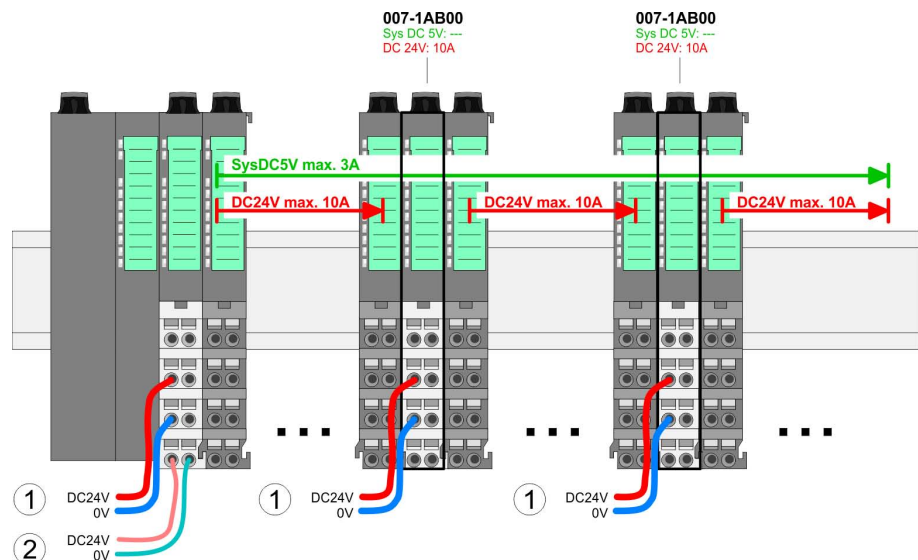 007-1AB00
Sys DC 5V: ---
DC 24V: 10A
007-1AB00
Sys DC 5V: ---
DC 24V: 10A
SysDC5V max. 3A
DC24V max. 10A
DC24V max. 10A
DC24V max. 10A
1
DC24V
0V
1
DC24V
0V
1
DC24V
0V
2
DC24V
0V